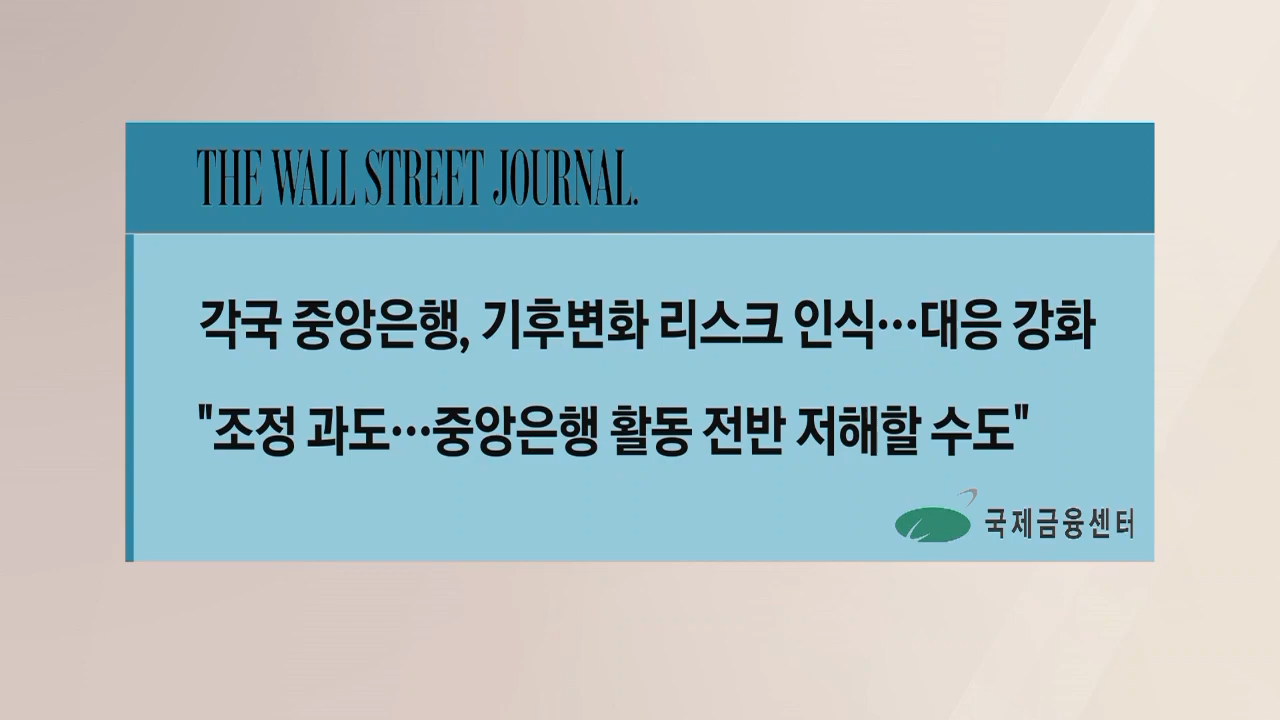 THE WALL STREET JOURNAL.
각국 중앙은행, 기후변화 리스크 인식…대응 강화
"조정 과도…중앙은행 활동 전반 저해할 수도"
국제금융센터